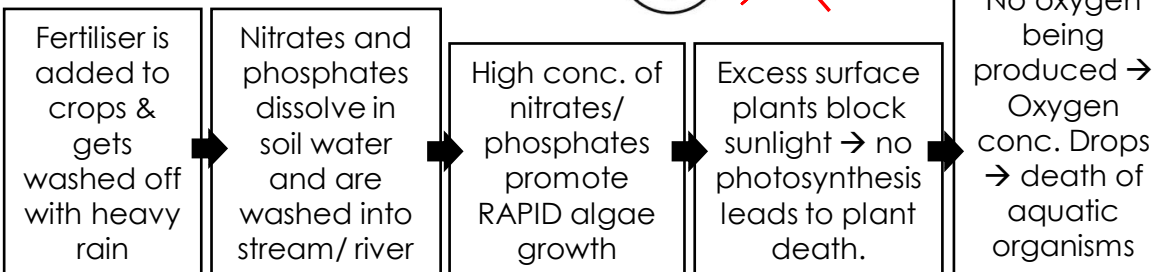 Fertiliser is
added to
crops &
gets
washed off
with heavy
rain
Nitrates and
phosphates
dissolve in
soil water
and are
washed into
stream/ river
High conc. of
nitrates/
phosphates
promote
RAPID algae
growth
Excess surface
plants block
sunlight → no
photosynthesis
leads to plant
death.
No oxygen
being
produced →
Oxygen
conc. Drops
→ death of
aquatic
organisms